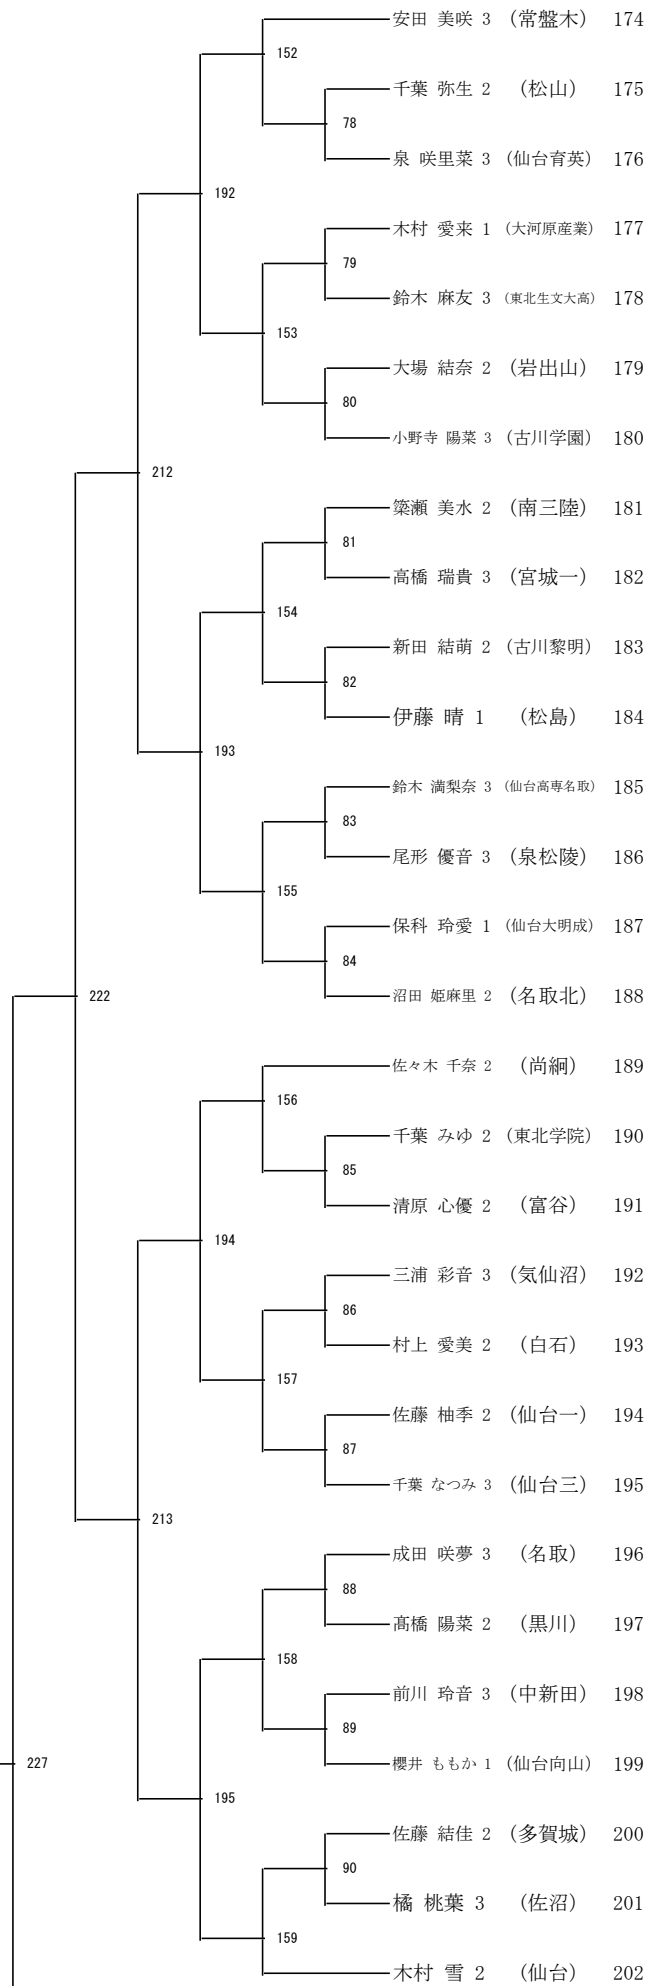 安田 美咲 3 （常盤木） 174
152
千葉 弥生 2 （松山） 175
78
泉 咲里菜 3 （仙台育英） 176
192
木村 愛来 1 （大河原産業） 177
79
鈴木 麻友 3 （東北生文大高） 178
153
大場 結奈 2 （岩出山） 179
80
小野寺 陽菜 3 （古川学園） 180
212
簗瀬 美水 2 （南三陸） 181
81
高橋 瑞貴 3 （宮城一） 182
154
新田 結萌 2 （古川黎明） 183
82
伊藤 晴 1 （松島） 184
193
鈴木 満梨奈 3 （仙台高専名取） 185
83
尾形 優音 3 （泉松陵） 186
155
保科 玲愛 1 （仙台大明成） 187
84
沼田 姫麻里 2 （名取北） 188
222
佐々木 千奈 2 （尚絅） 189
156
千葉 みゆ 2 （東北学院） 190
85
清原 心優 2 （富谷） 191
194
三浦 彩音 3 （気仙沼） 192
86
村上 愛美 2 （白石） 193
157
佐藤 柚季 2 （仙台一） 194
87
千葉 なつみ 3 （仙台三） 195
213
成田 咲夢 3 （名取） 196
88
髙橋 陽菜 2 （黒川） 197
158
前川 玲音 3 （中新田） 198
89
櫻井 ももか 1 （仙台向山） 199
227
195
佐藤 結佳 2 （多賀城） 200
90
橘 桃葉 3 （佐沼） 201
159
木村 雪 2 （仙台） 202